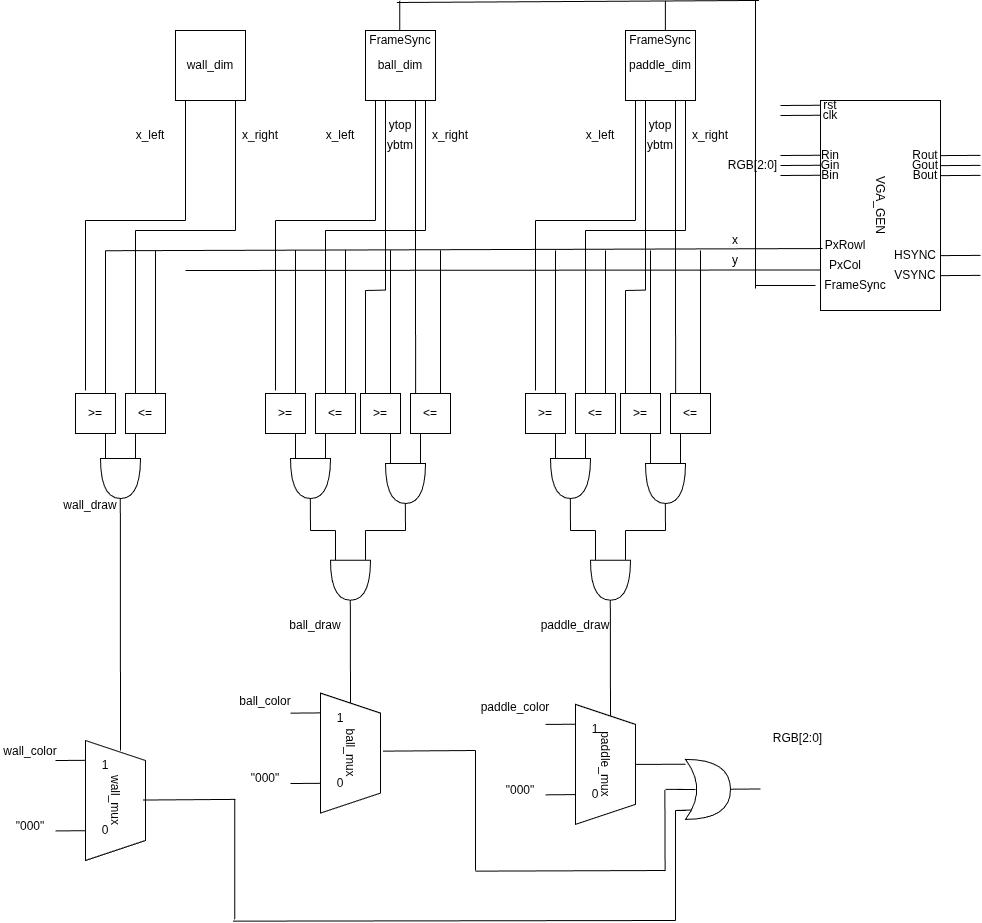 FrameSync
FrameSync
wall_dim
ball_dim
paddle_dim
x_left
x_right
x_left
ytop
ybtm
x_right
x_left
ytop
ybtm
x_right
rst
clk
RGB[2:0]
Rin
Gin
Bin
Rout
Gout
Bout
VGA_GEN
x
PxRowl
y
PxCol
FrameSync
HSYNC
VSYNC
>=
<=
>=
<=
>=
<=
>=
<=
>=
<=
wall_draw
ball_draw
paddle_draw
ball_color
1
ball_mux
"000"
0
paddle_color
1
paddle_mux
"000"
0
RGB[2:0]
wall_color
1
wall_mux
"000"
0